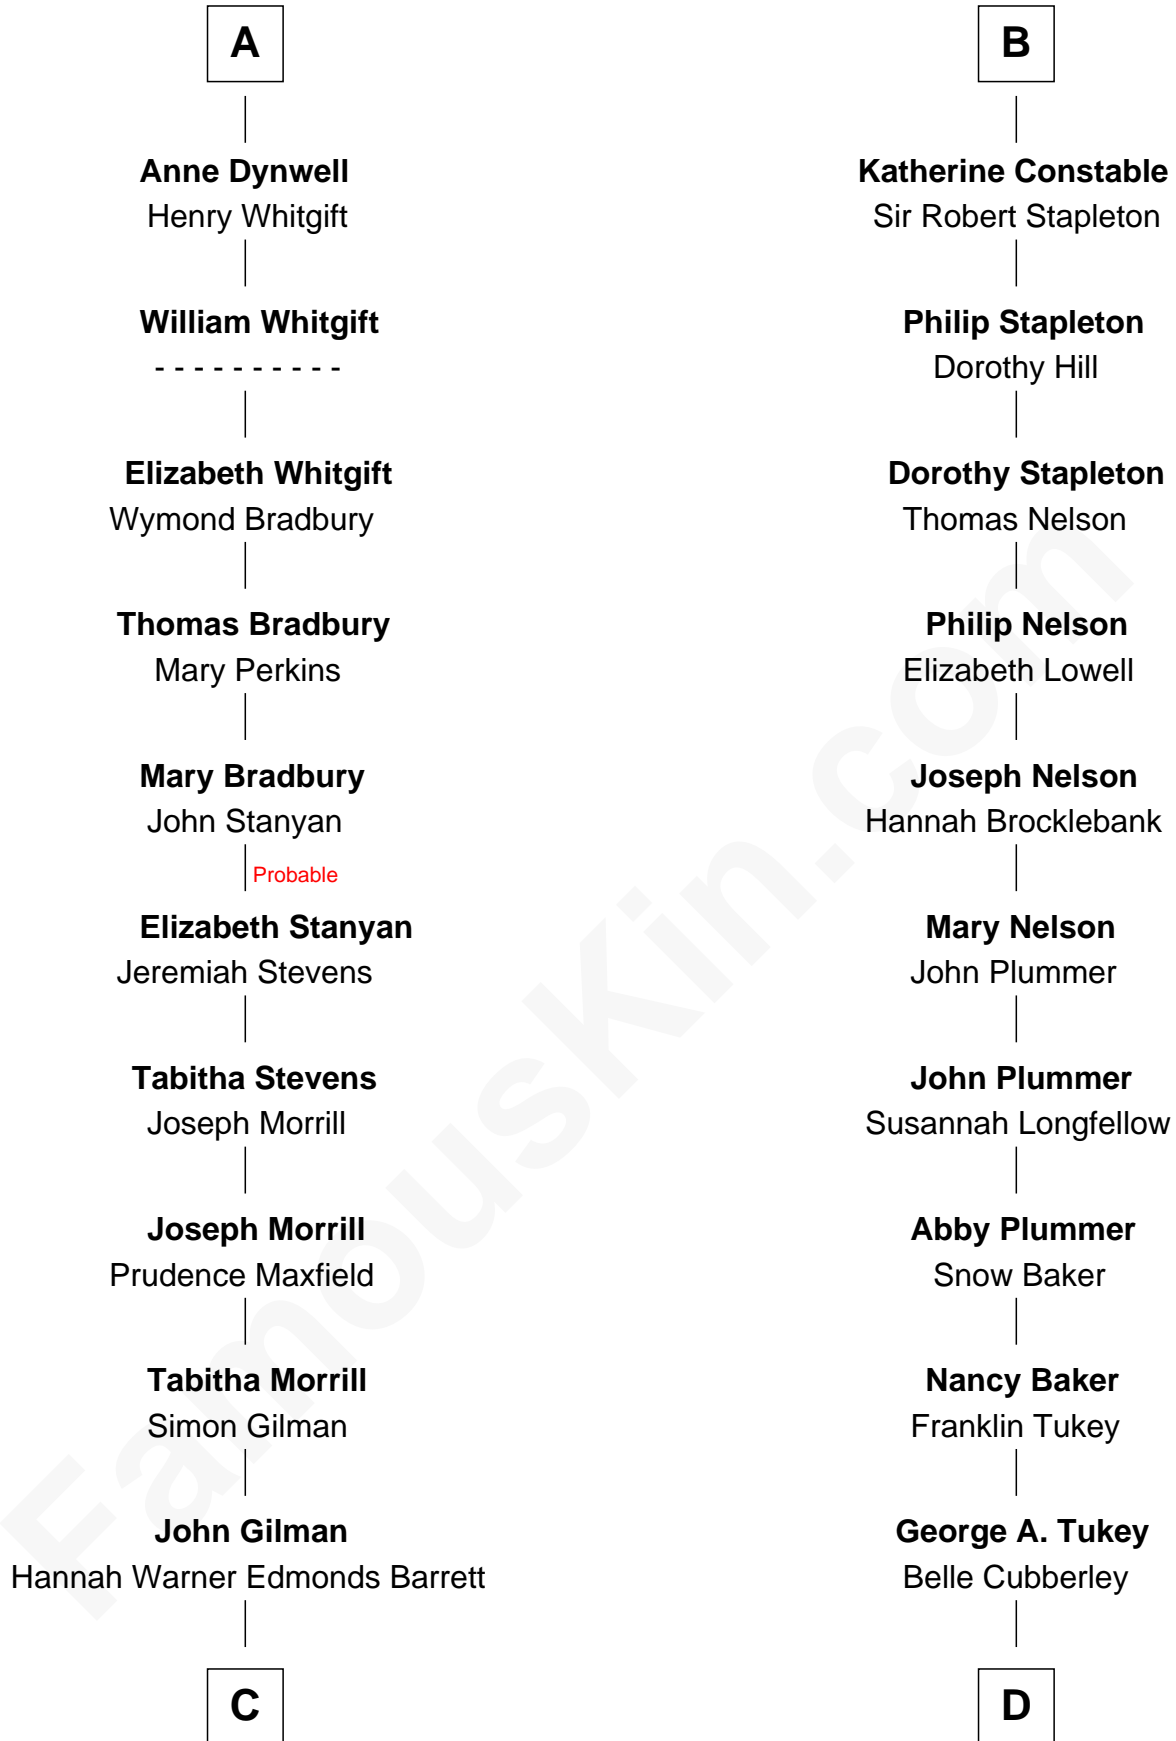 A
Anne Dynwell
Henry Whitgift
William Whitgift
- - - - - - - - - -
Elizabeth Whitgift
Wymond Bradbury
Thomas Bradbury
Mary Perkins
Mary Bradbury
John Stanyan
Probable
Elizabeth Stanyan
Jeremiah Stevens
Tabitha Stevens
Joseph Morrill
Joseph Morrill
Prudence Maxfield
Tabitha Morrill
Simon Gilman
John Gilman
Hannah Warner Edmonds Barrett
C
B
Katherine Constable
Sir Robert Stapleton
Philip Stapleton
Dorothy Hill
Dorothy Stapleton
Thomas Nelson
Philip Nelson
Elizabeth Lowell
Joseph Nelson
Hannah Brocklebank
Mary Nelson
John Plummer
John Plummer
Susannah Longfellow
Abby Plummer
Snow Baker
Nancy Baker
Franklin Tukey
George A. Tukey
Belle Cubberley
D
FamousKin.com